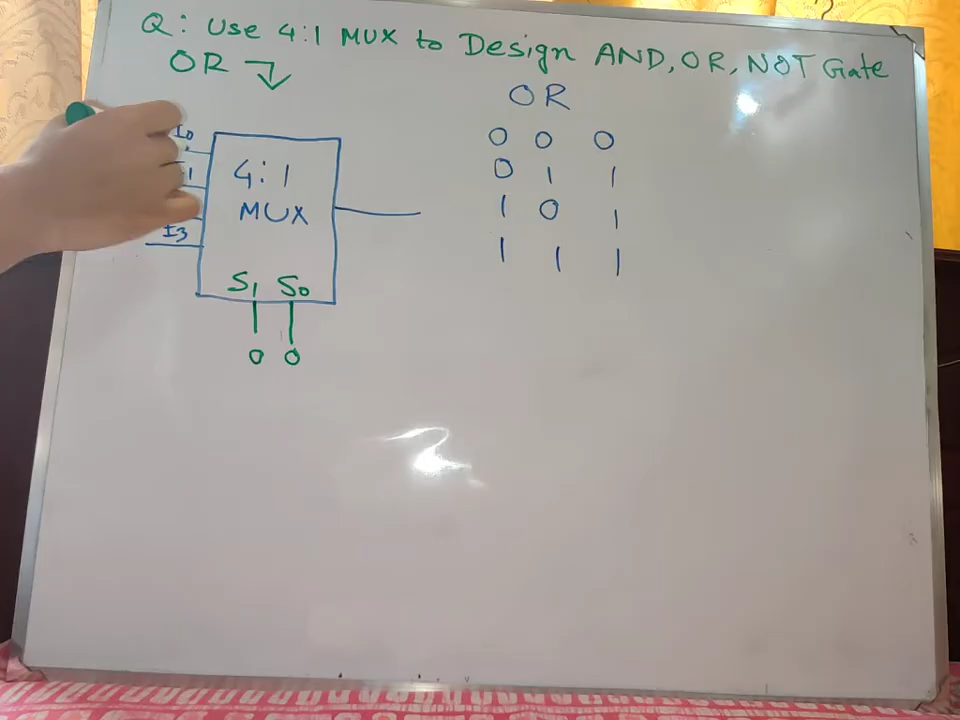 Q: Use 4:1 MUX to Design AND, OR, NOT Gate
OR
OR
0 0 0
0 1 1
1 0 1
1 1 1
I0
4:1
MUX
I3
S1 S0
0 0